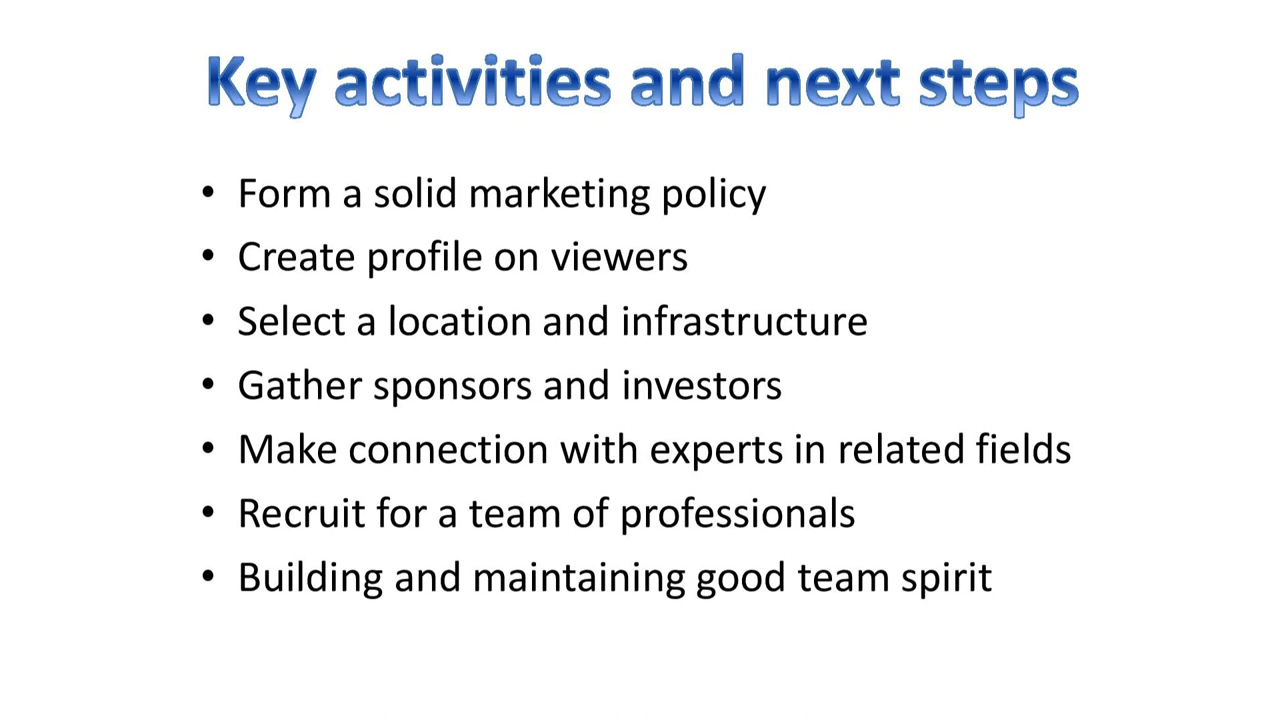 Key activities and next steps
• Form a solid marketing policy
• Create profile on viewers
• Select a location and infrastructure
• Gather sponsors and investors
• Make connection with experts in related fields
• Recruit for a team of professionals
• Building and maintaining good team spirit